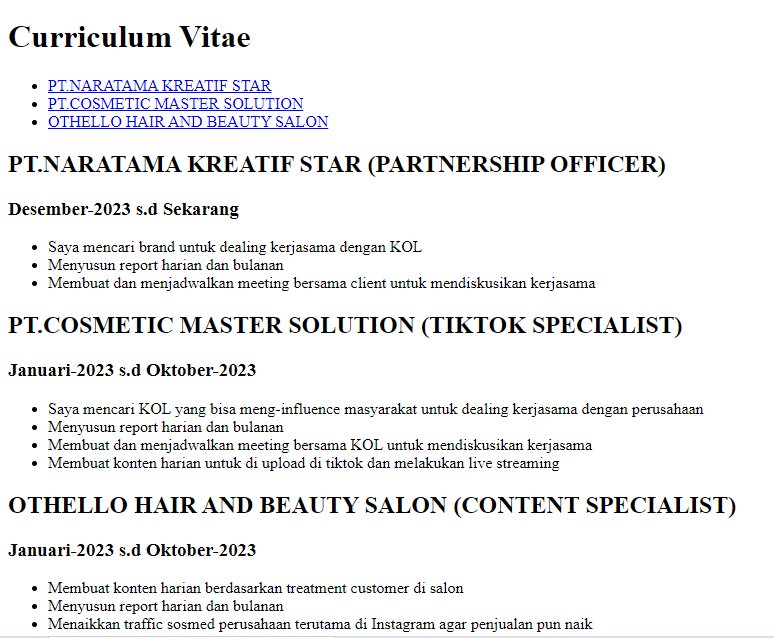 Curriculum Vitae
PT.NARATAMA KREATIF STAR
PT.COSMETIC MASTER SOLUTION
OTHELLO HAIR AND BEAUTY SALON
PT.NARATAMA KREATIF STAR (PARTNERSHIP OFFICER)
Desember-2023 s.d Sekarang
Saya mencari brand untuk dealing kerjasama dengan KOL
Menyusun report harian dan bulanan
Membuat dan menjadwalkan meeting bersama client untuk mendiskusikan kerjasama
PT.COSMETIC MASTER SOLUTION (TIKTOK SPECIALIST)
Januari-2023 s.d Oktober-2023
Saya mencari KOL yang bisa meng-influence masyarakat untuk dealing kerjasama dengan perusahaan
Menyusun report harian dan bulanan
Membuat dan menjadwalkan meeting bersama KOL untuk mendiskusikan kerjasama
Membuat konten harian untuk di upload di tiktok dan melakukan live streaming
OTHELLO HAIR AND BEAUTY SALON (CONTENT SPECIALIST)
Januari-2023 s.d Oktober-2023
Membuat konten harian berdasarkan treatment customer di salon
Menyusun report harian dan bulanan
Menaikkan traffic sosmed perusahaan terutama di Instagram agar penjualan pun naik